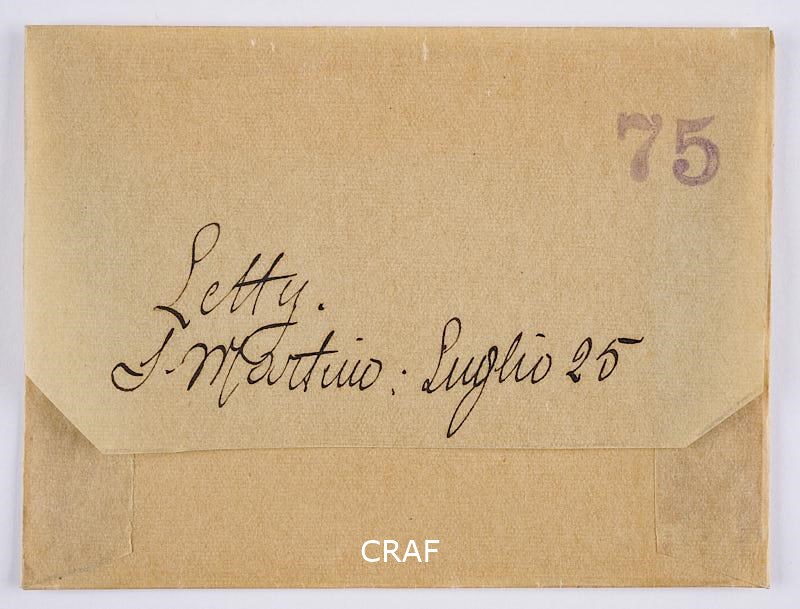 75
Letty.
S. Martino: Luglio 25
CRAF